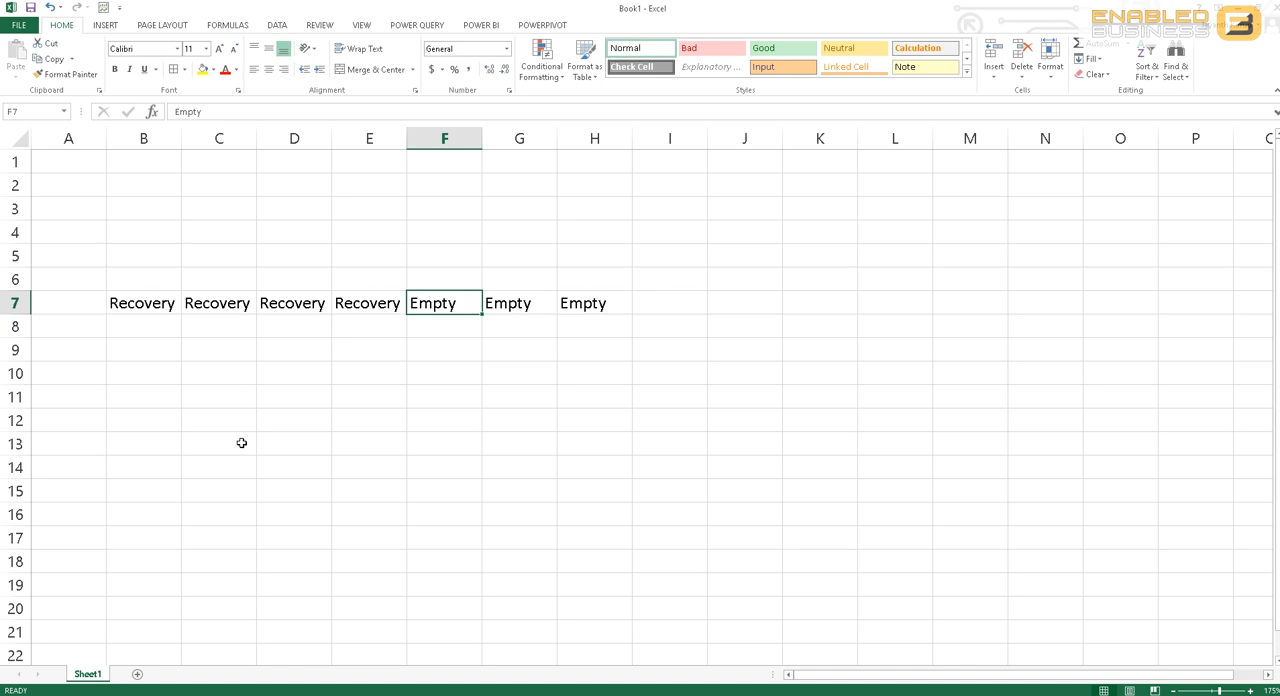 Book1 - Excel
ENABLED
BUSINESS
FILE HOME INSERT PAGE LAYOUT FORMULAS DATA REVIEW VIEW POWER QUERY POWER BI POWERPIVOT
Paste
Cut
Copy
Format Painter
Clipboard
Calibri 11
B I U
Font
Wrap Text
Merge & Center
Alignment
General
$ %
Number
Conditional Formatting
Format as Table
Normal Bad Good Neutral Calculation
Check Cell Explanatory ... Input Linked Cell Note
Styles
Insert Delete Format
Cells
AutoSum
Fill
Clear
Sort & Filter
Find & Select
Editing
F7 fx Empty
A B C D E F G H I J K L M N O P
1
2
3
4
5
6
7 Recovery Recovery Recovery Recovery Empty Empty Empty
8
9
10
11
12
13
14
15
16
17
18
19
20
21
22
Sheet1
READY 175%